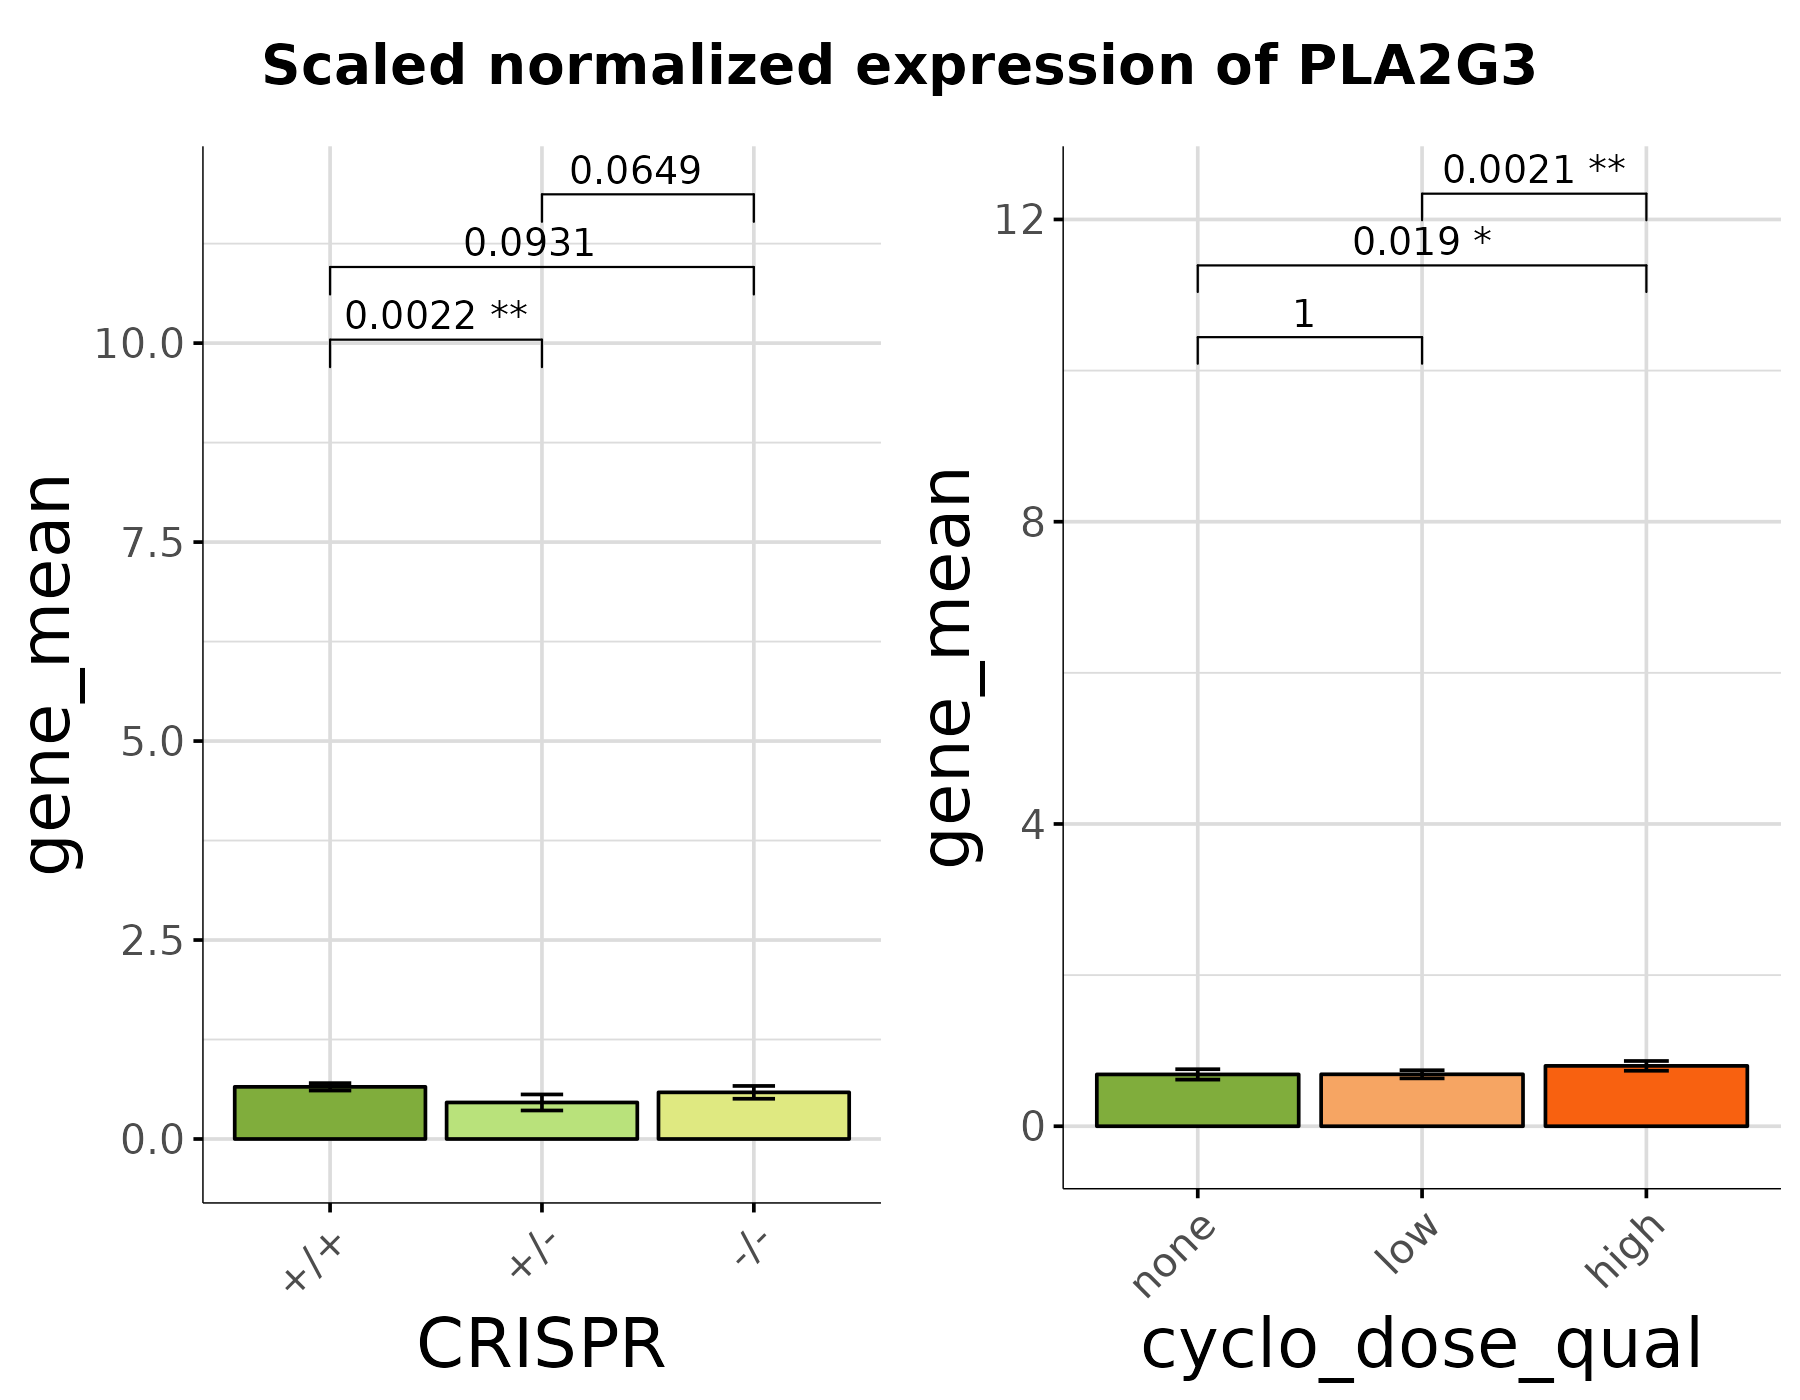 Scaled normalized expression of PLA2G3
gene_mean
10.0
7.5
5.0
2.5
0.0
0.0649
0.0931
0.0022 **
+/+
+/-
-/-
CRISPR
gene_mean
12
8
4
0
0.0021 **
0.019 *
1
none
low
high
cyclo_dose_qual